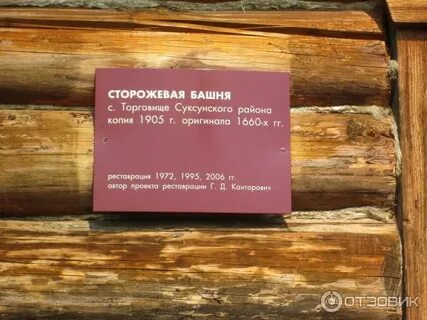 СТОРОЖЕВАЯ БАШНЯ
с. Торговище Суксунского района
копия 1905 г. оригинала 1660-х гг.
реставрация 1972, 1995, 2006 гг.
автор проекта реставрации Г. Д. Канторович
ОТЗОВИК